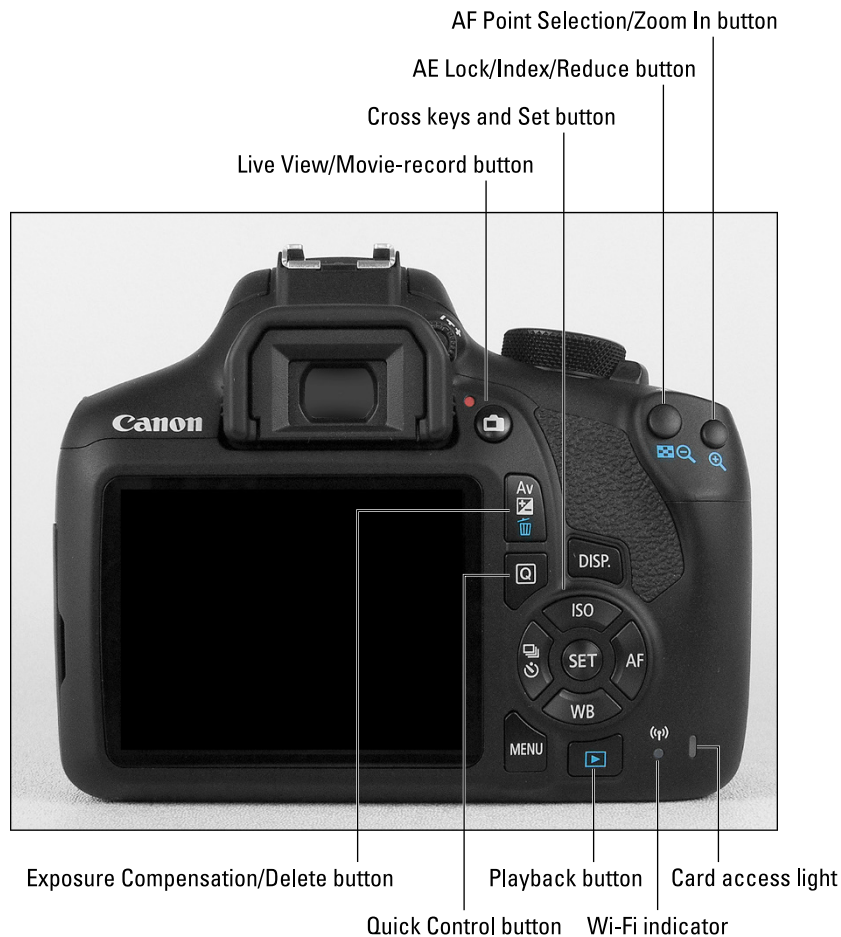 AF Point Selection/Zoom In button
AE Lock/Index/Reduce button
Cross keys and Set button
Live View/Movie-record button
Canon
Av
Q
DISP.
ISO
SET
AF
WB
MENU
Exposure Compensation/Delete button
Playback button
Card access light
Quick Control button
Wi-Fi indicator